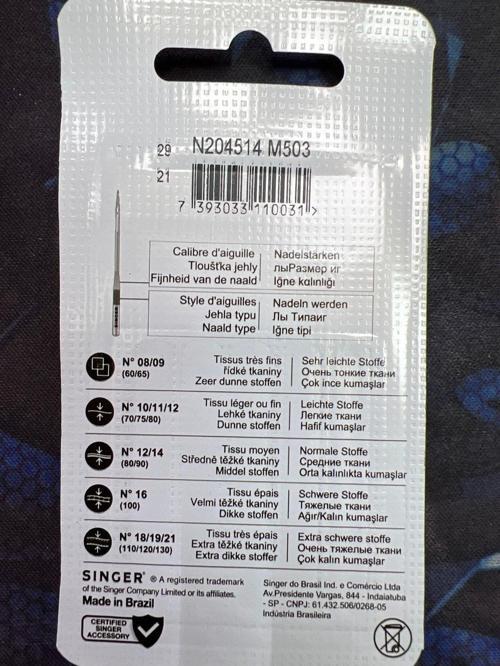 29 N204514 M503
21
7 393033 110031 >
Calibre d'aiguille Nadelstärken
Tloušťka jehly лыРазмер иг
Fijnheid van de naald İğne kalınlığı
Style d'aiguilles Nadeln werden
Jehla typu Лы Типаиг
Naald type İğne tipi
N° 08/09 Tissus très fins Sehr leichte Stoffe
(60/65) řídké tkaniny Очень тонкие ткани
Zeer dunne stoffen Çok ince kumaşlar
N° 10/11/12 Tissu léger ou fin Leichte Stoffe
(70/75/80) Lehké tkaniny Легкие ткани
Dunne stoffen Hafif kumaşlar
N° 12/14 Tissu moyen Normale Stoffe
(80/90) Středně těžké tkaniny Средние ткани
Middel stoffen Orta kalınlıkta kumaşlar
N° 16 Tissu épais Schwere Stoffe
(100) Velmi těžké tkaniny Тяжелые ткани
Dikke stoffen Ağır/Kalın kumaşlar
N° 18/19/21 Tissu très épais Extra schwere stoffe
(110/120/130) Extra těžké tkaniny Очень тяжелые ткани
Extra dikke stoffen Çok kalın kumaşlar
SINGER® ® A registered trademark
of the Singer Company Limited or its affiliates.
Made in Brazil
CERTIFIED
SINGER
ACCESSORY
Singer do Brasil Ind. e Comércio Ltda
Av.Presidente Vargas, 844 - Indaiatuba
- SP - CNPJ: 61.432.506/0268-05
Indústria Brasileira